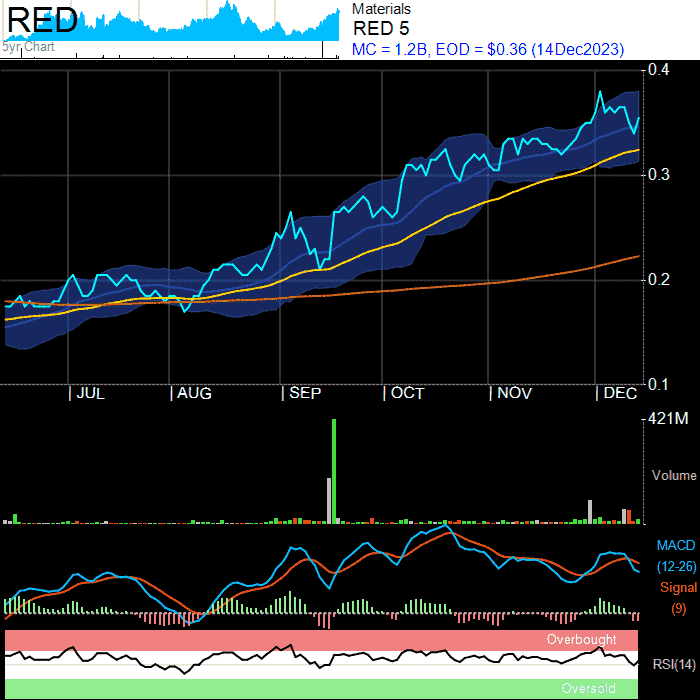 RED
5yr Chart
Materials
RED 5
MC = 1.2B, EOD = $0.36 (14Dec2023)
0.4
0.3
0.2
0.1
JUL
AUG
SEP
OCT
NOV
DEC
421M
Volume
MACD
(12-26)
Signal
(9)
Overbought
RSI(14)
Oversold